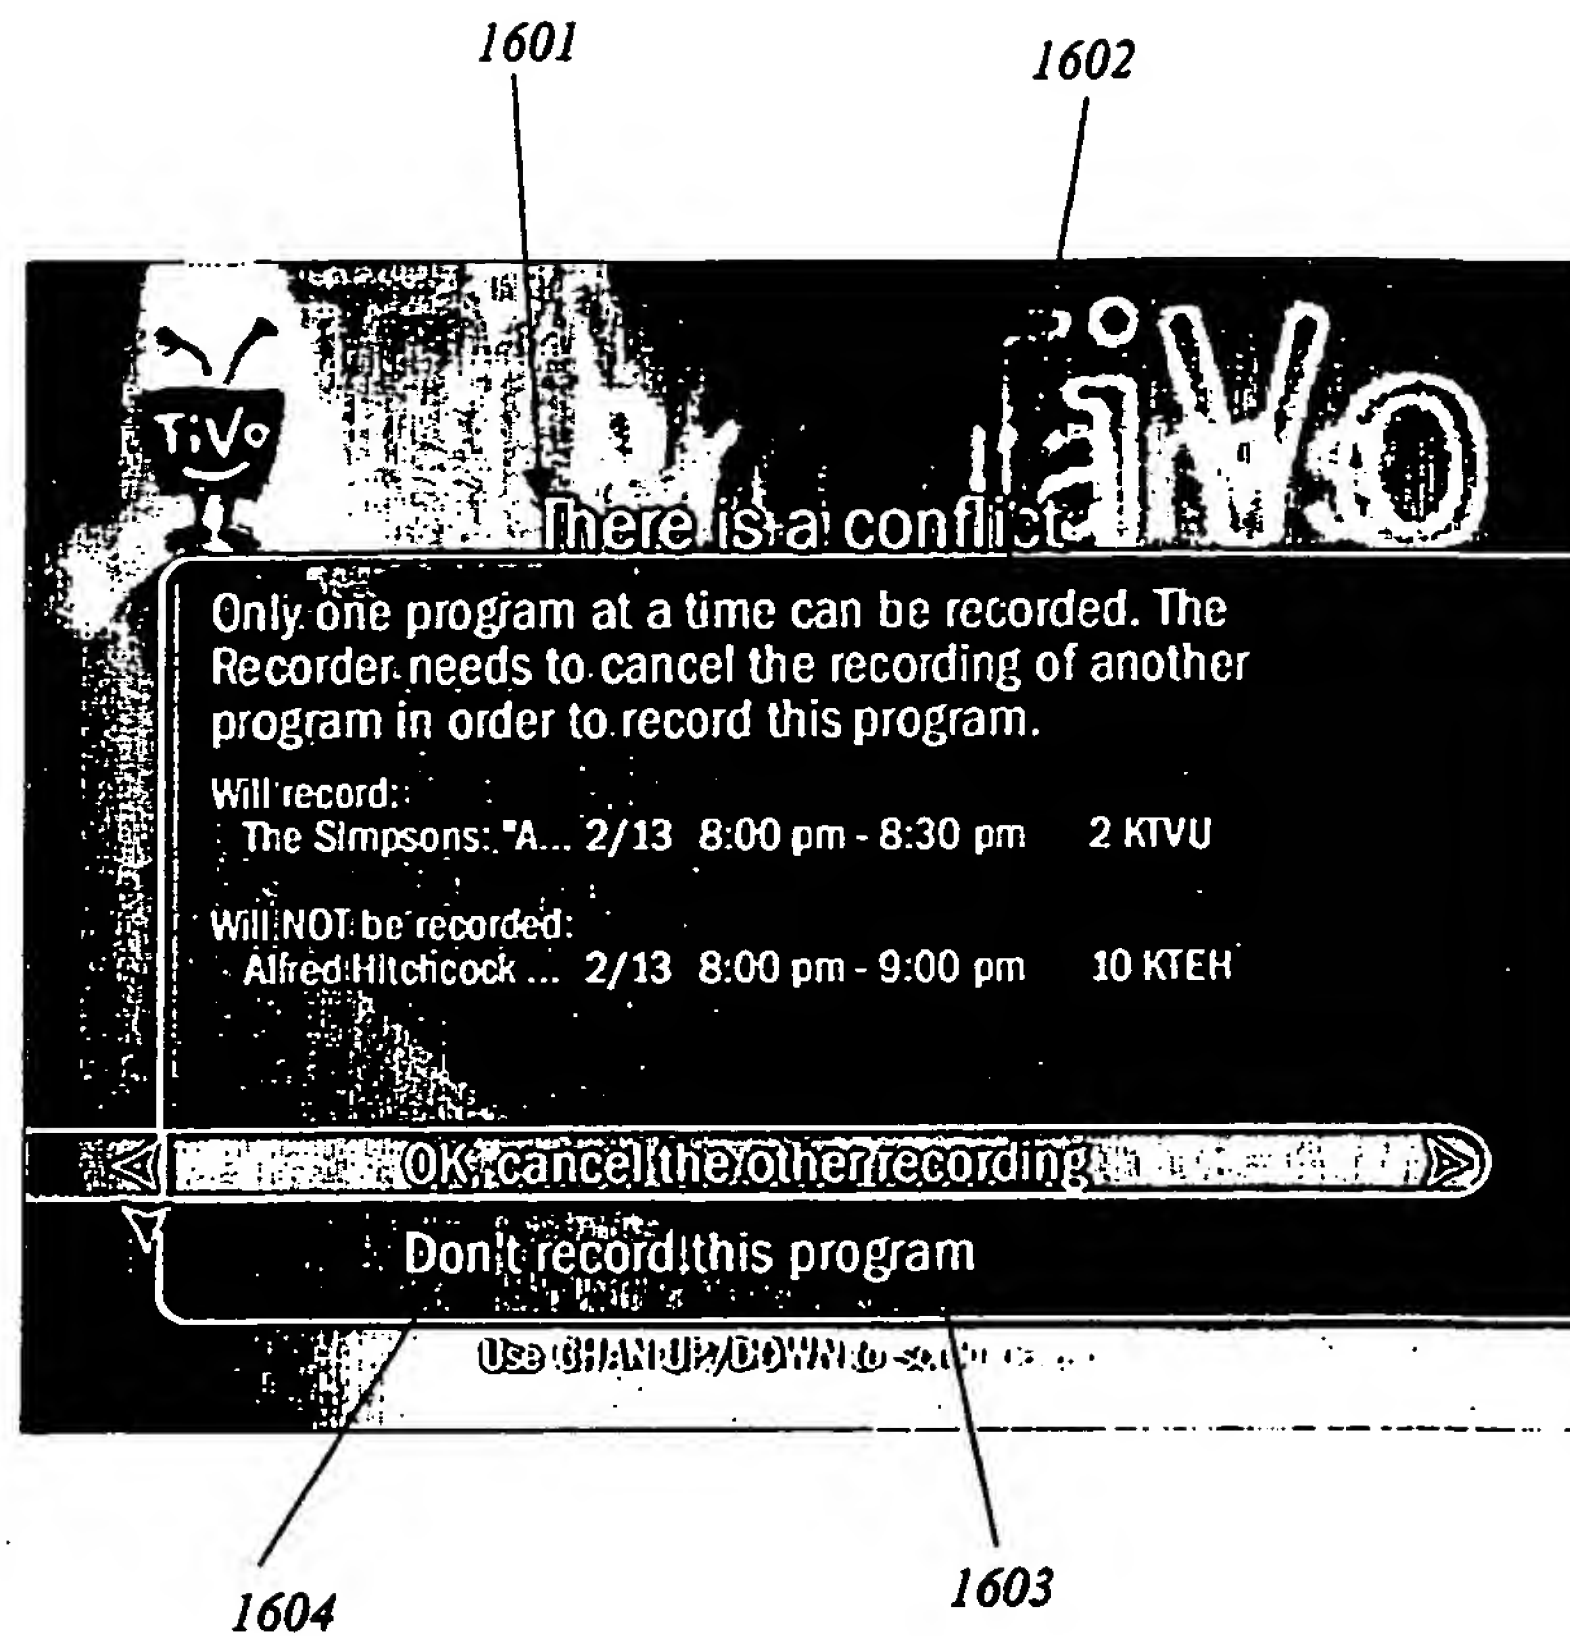 1601
1602
TiVo
TiVo
There is a conflict
Only one program at a time can be recorded. The
Recorder needs to cancel the recording of another
program in order to record this program.
Will record:
The Simpsons: "A... 2/13 8:00 pm - 8:30 pm 2 KTVU
Will NOT be recorded:
Alfred Hitchcock ... 2/13 8:00 pm - 9:00 pm 10 KTEH
OK, cancel the other recording
Don't record this program
Use CHAN UP/DOWN to
1604
1603